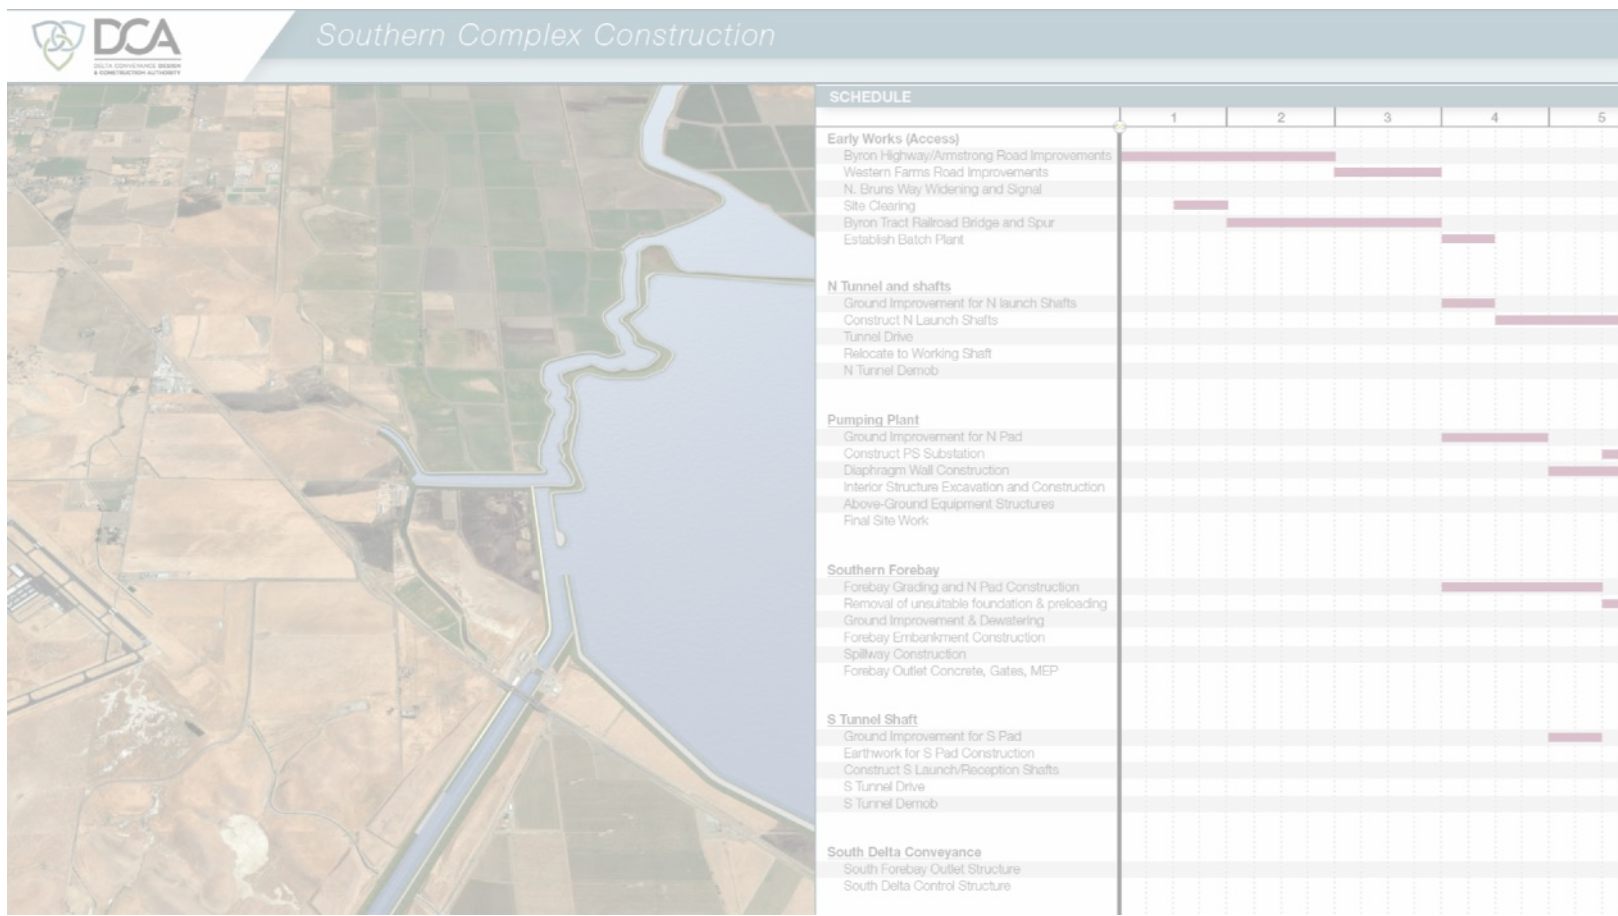 DCA
DELTA CONVEYANCE DESIGN
& CONSTRUCTION AUTHORITY
Southern Complex Construction
SCHEDULE
1 2 3 4 5
Early Works (Access)
Byron Highway/Armstrong Road Improvements
Western Farms Road Improvements
N. Bruns Way Widening and Signal
Site Clearing
Byron Tract Railroad Bridge and Spur
Establish Batch Plant
N Tunnel and shafts
Ground Improvement for N launch Shafts
Construct N Launch Shafts
Tunnel Drive
Relocate to Working Shaft
N Tunnel Demob
Pumping Plant
Ground Improvement for N Pad
Construct PS Substation
Diaphragm Wall Construction
Interior Structure Excavation and Construction
Above-Ground Equipment Structures
Final Site Work
Southern Forebay
Forebay Grading and N Pad Construction
Removal of unsuitable foundation & preloading
Ground Improvement & Dewatering
Forebay Embankment Construction
Spillway Construction
Forebay Outlet Concrete, Gates, MEP
S Tunnel Shaft
Ground Improvement for S Pad
Earthwork for S Pad Construction
Construct S Launch/Reception Shafts
S Tunnel Drive
S Tunnel Demob
South Delta Conveyance
South Forebay Outlet Structure
South Delta Control Structure